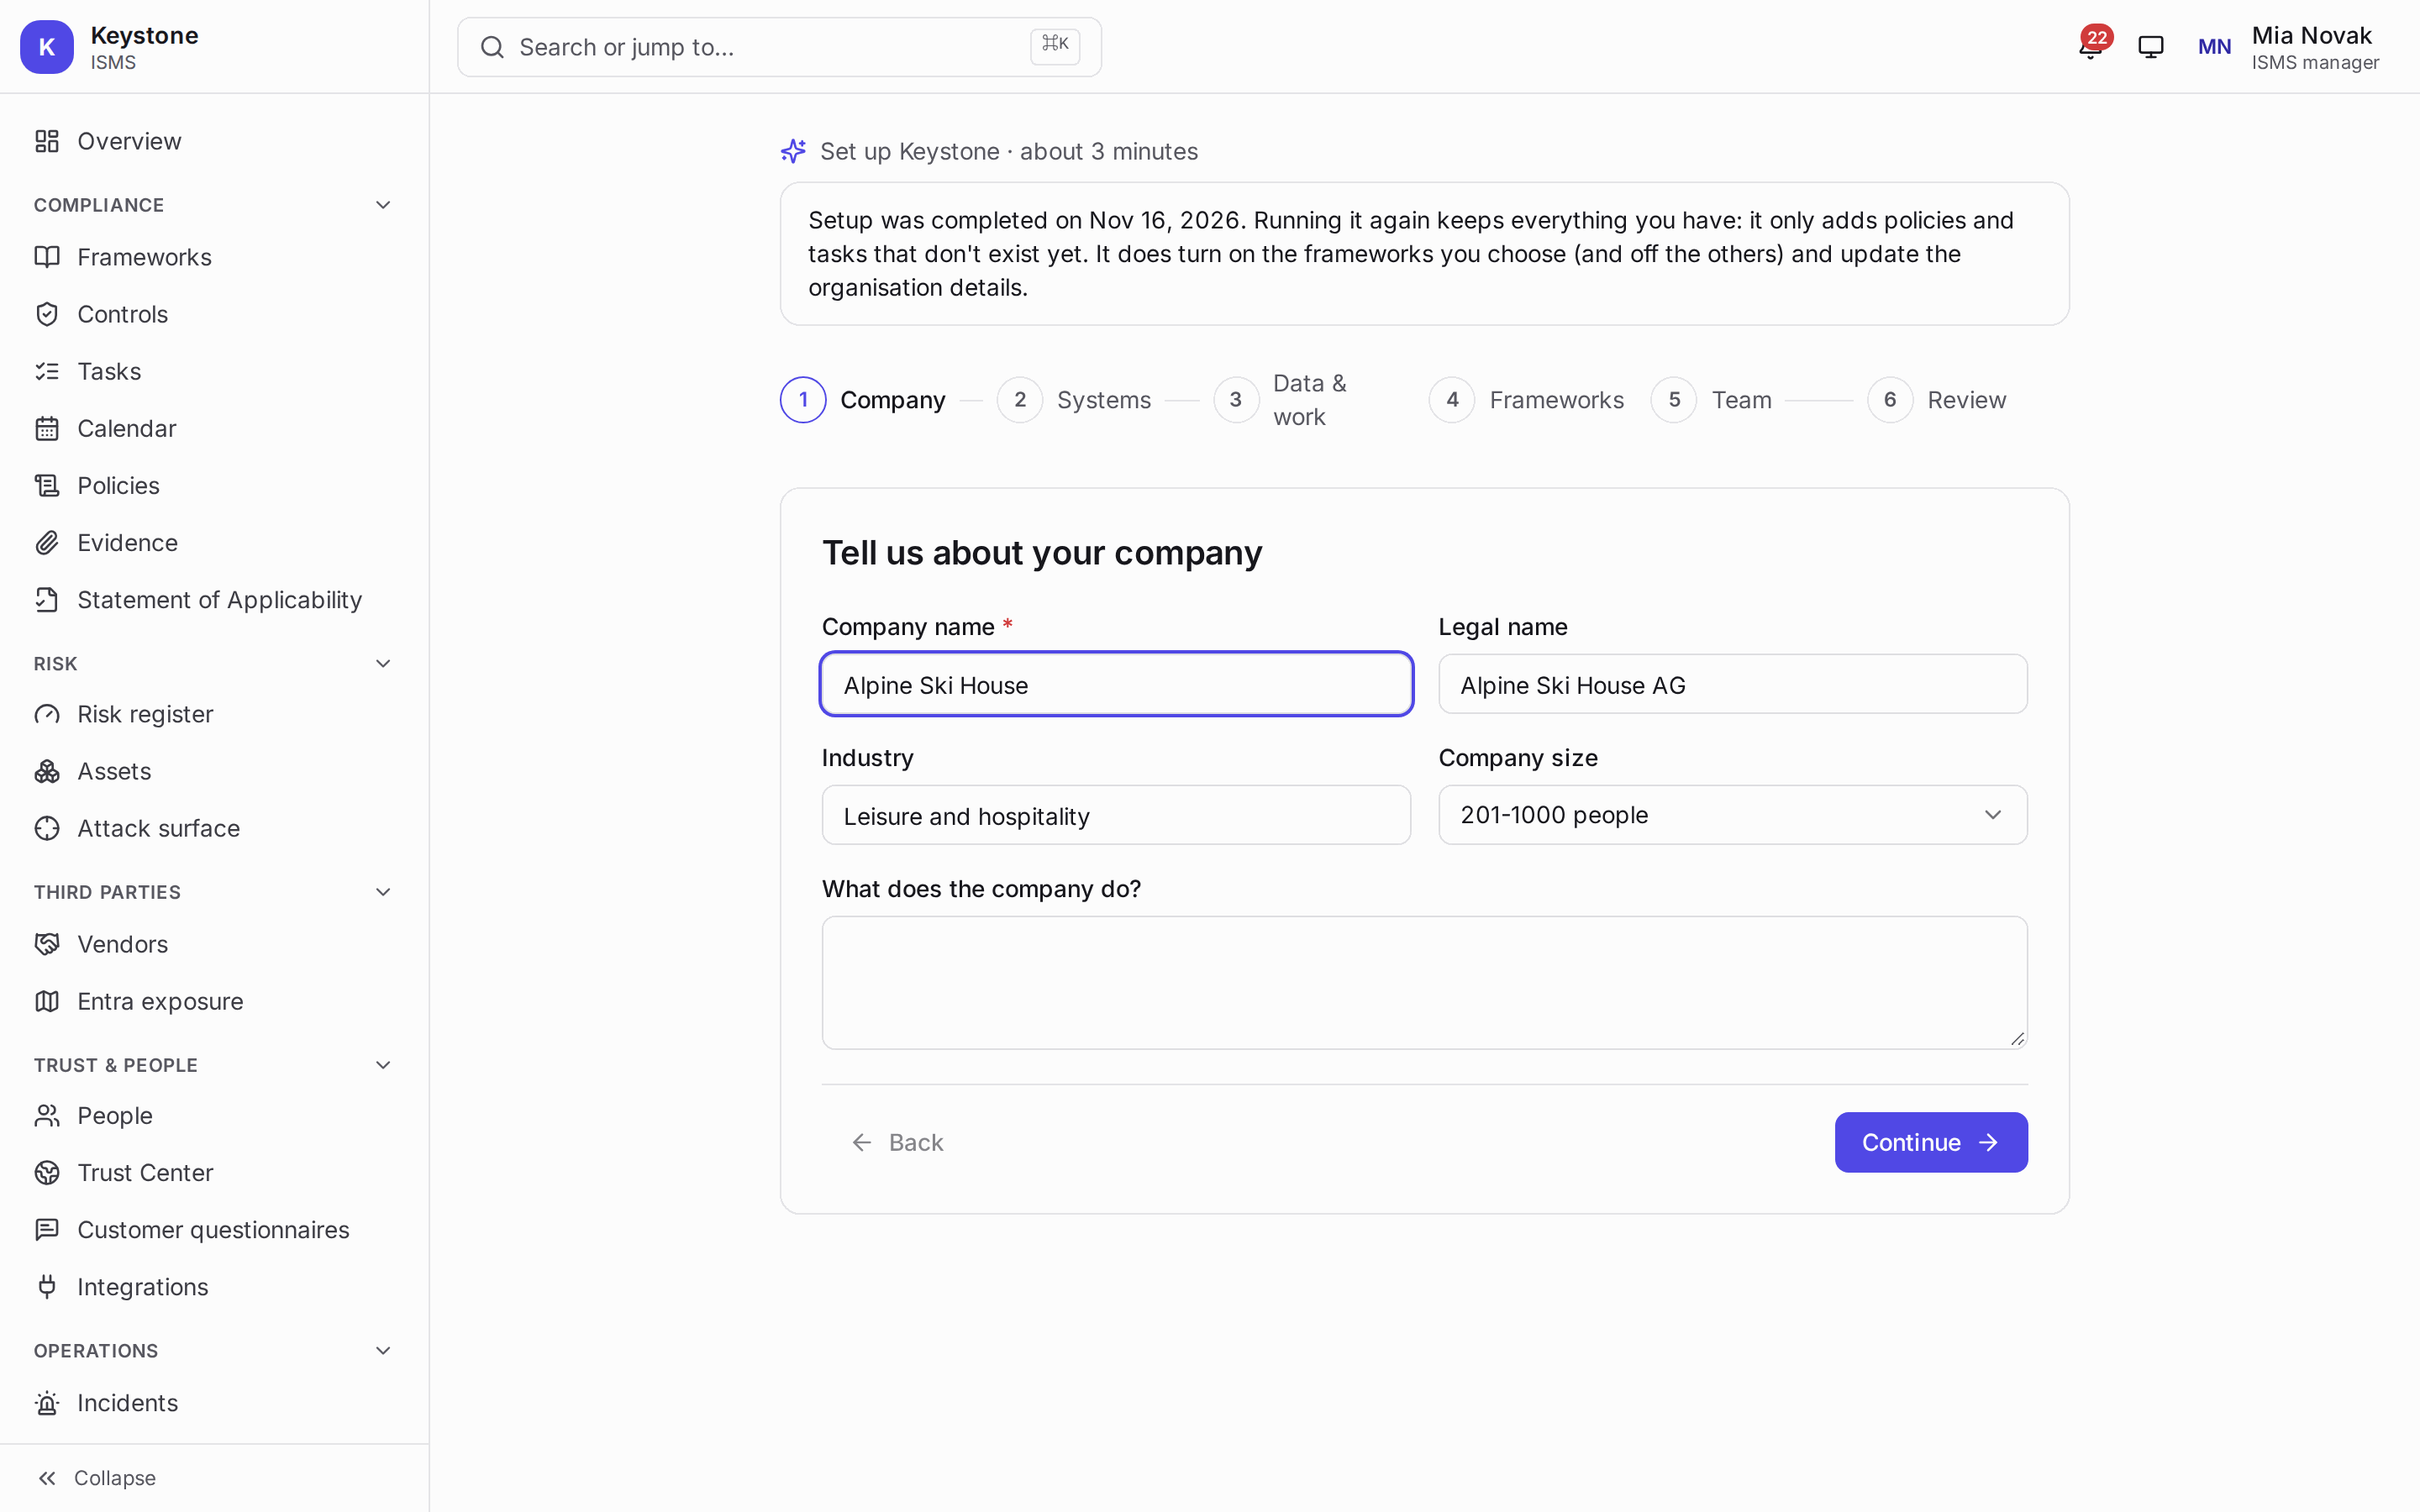 K
Keystone
ISMS
Search or jump to...
⌘K
22
MN
Mia Novak
ISMS manager
Overview
COMPLIANCE
Frameworks
Controls
Tasks
Calendar
Policies
Evidence
Statement of Applicability
RISK
Risk register
Assets
Attack surface
THIRD PARTIES
Vendors
Entra exposure
TRUST & PEOPLE
People
Trust Center
Customer questionnaires
Integrations
OPERATIONS
Incidents
Collapse
Set up Keystone · about 3 minutes
Setup was completed on Nov 16, 2026. Running it again keeps everything you have: it only adds policies and
tasks that don't exist yet. It does turn on the frameworks you choose (and off the others) and update the
organisation details.
1 Company
2 Systems
3 Data & work
4 Frameworks
5 Team
6 Review
Tell us about your company
Company name *
Alpine Ski House
Legal name
Alpine Ski House AG
Industry
Leisure and hospitality
Company size
201-1000 people
What does the company do?
Back
Continue